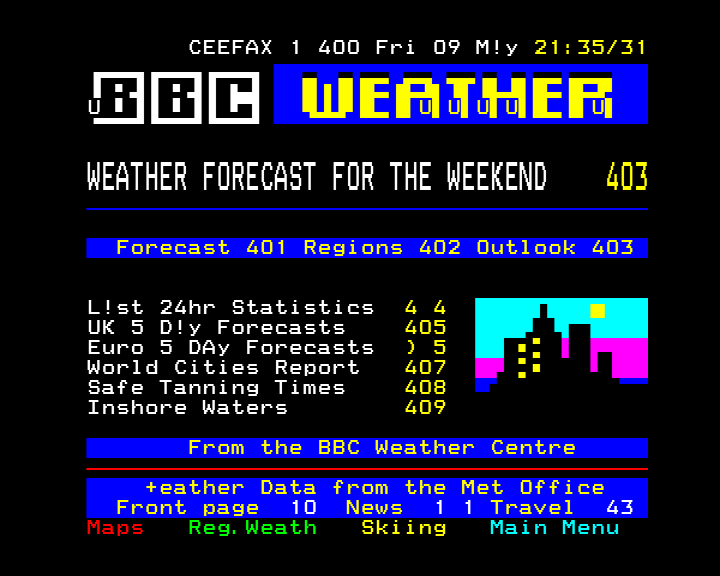 CEEFAX 1 400 Fri 09 M!y 21:35/31
BBC WEATHER
WEATHER FORECAST FOR THE WEEKEND 403
Forecast 401 Regions 402 Outlook 403
L!st 24hr Statistics 4 4
UK 5 D!y Forecasts 405
Euro 5 DAy Forecasts ) 5
World Cities Report 407
Safe Tanning Times 408
Inshore Waters 409
From the BBC Weather Centre
+eather Data from the Met Office
Front page 10 News 1 1 Travel 43
Maps Reg.Weath Skiing Main Menu